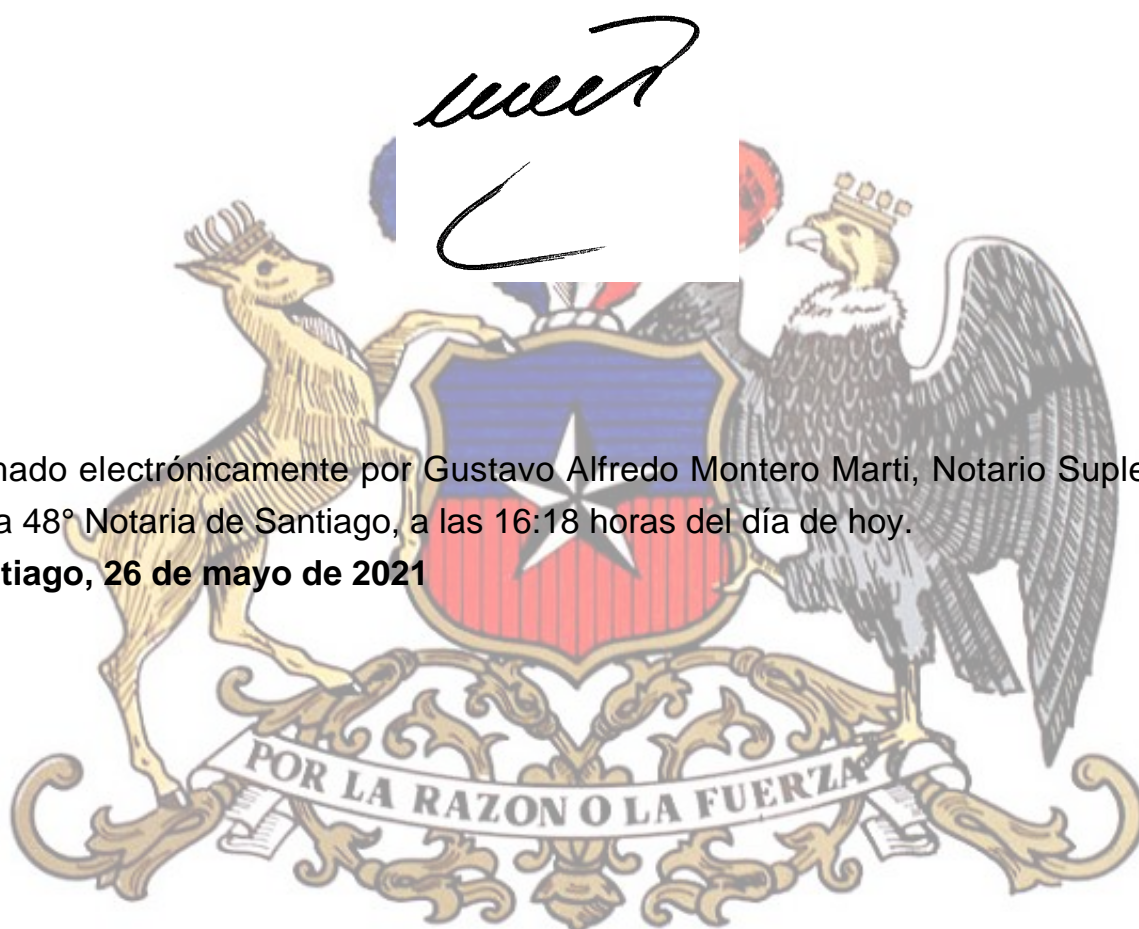 nado electrónicamente por Gustavo Alfredo Montero Marti, Notario Suple
a 48° Notaria de Santiago, a las 16:18 horas del día de hoy.
tiago, 26 de mayo de 2021
POR LA RAZON O LA FUERZA